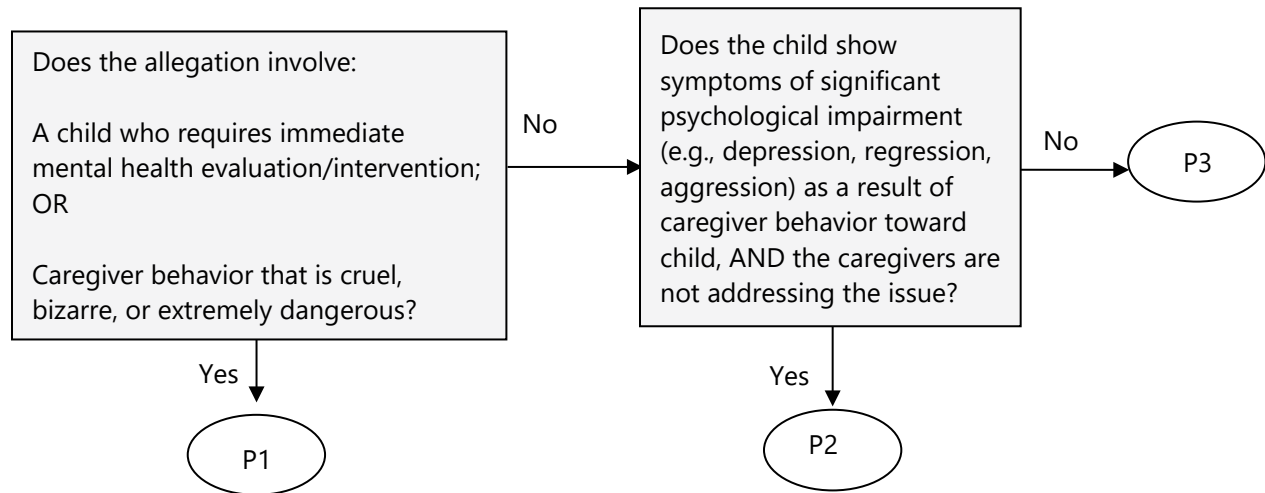 Does the allegation involve:
A child who requires immediate
mental health evaluation/intervention;
OR
Caregiver behavior that is cruel,
bizarre, or extremely dangerous?
No
Yes
P1
Does the child show
symptoms of significant
psychological impairment
(e.g., depression, regression,
aggression) as a result of
caregiver behavior toward
child, AND the caregivers are
not addressing the issue?
No
Yes
P2
P3